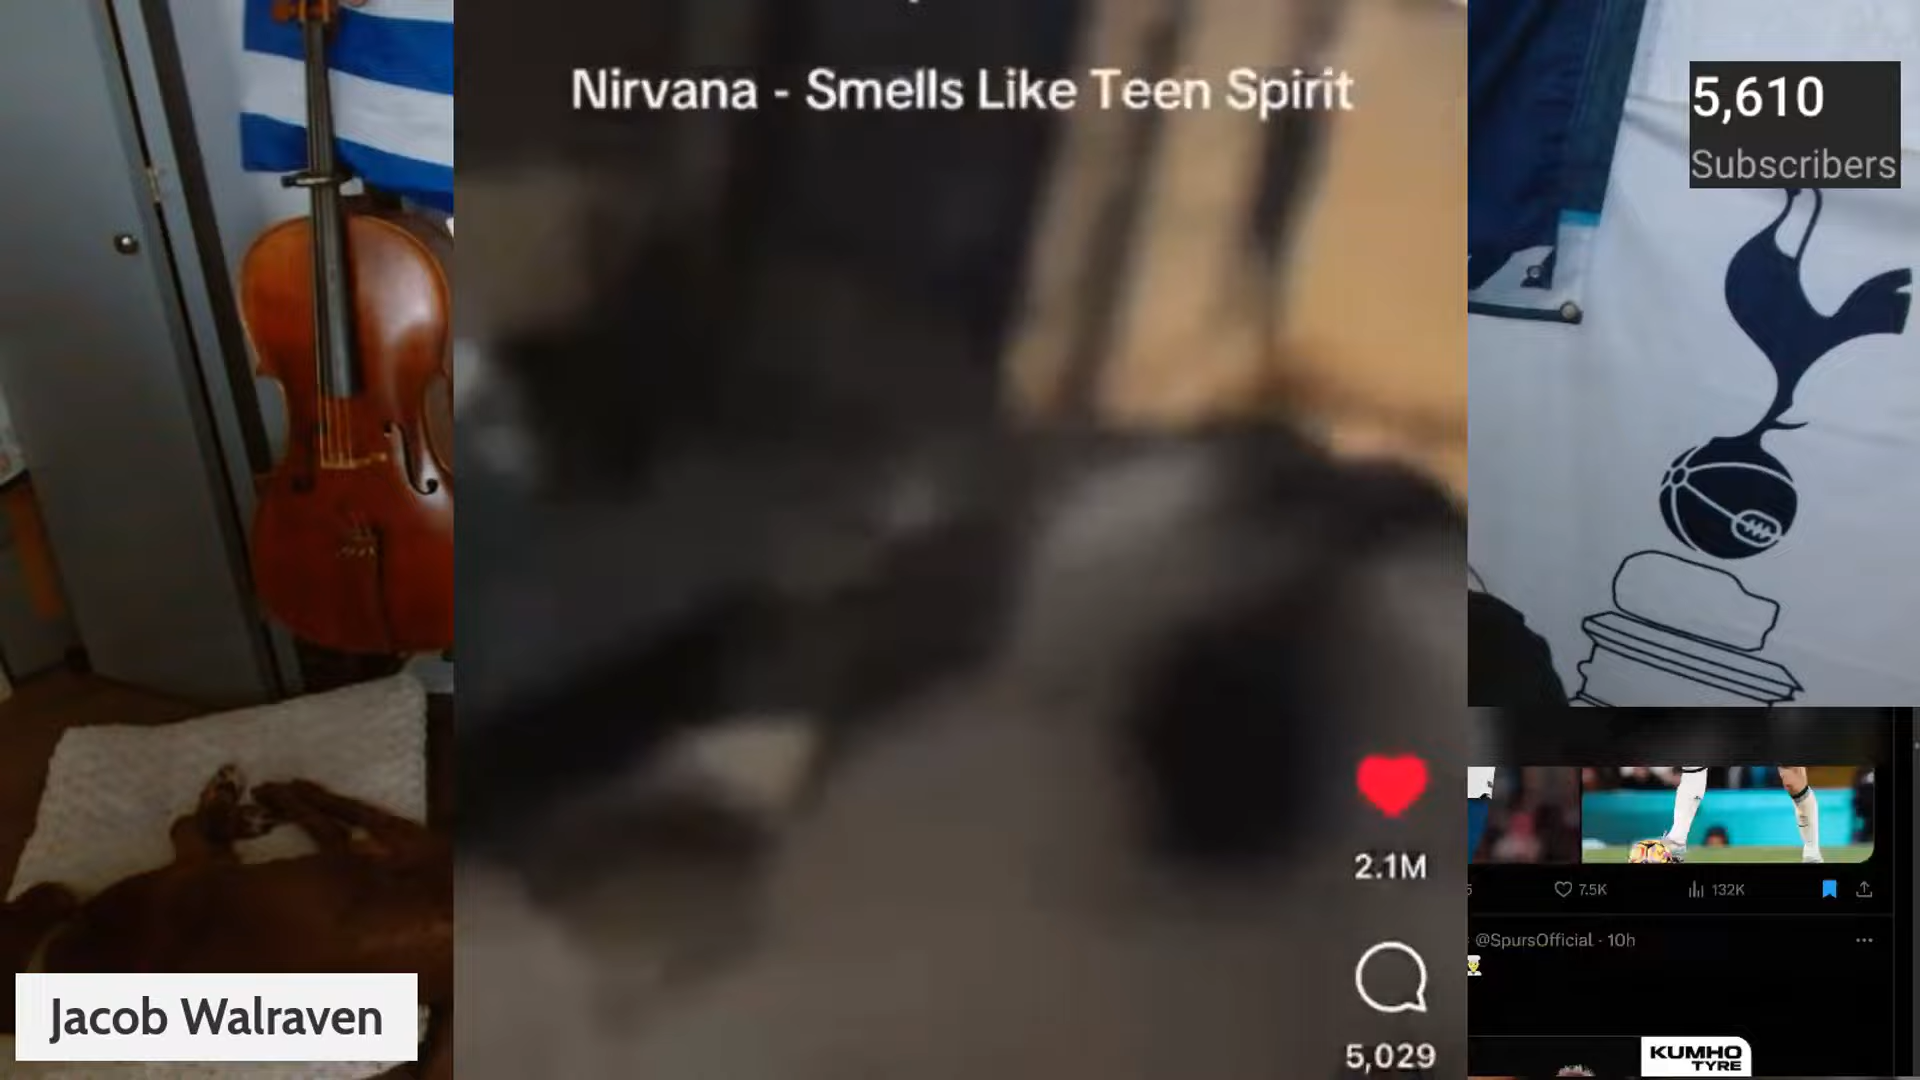 Nirvana - Smells Like Teen Spirit
5,610
Subscribers
2.1M
5,029
7.5K
132K
@SpursOfficial · 10h
KUMHO
TYRE
Jacob Walraven